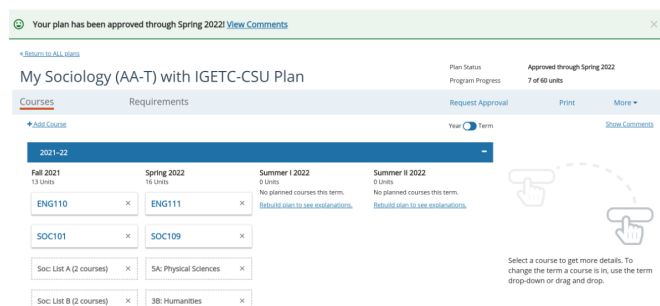 Your plan has been approved through Spring 2022! View Comments
« Return to ALL plans
My Sociology (AA-T) with IGETC-CSU Plan
Plan Status Approved through Spring 2022
Program Progress 7 of 60 units
Courses Requirements Request Approval Print More
+ Add Course Year Term Show Comments
2021–22
Fall 2021 Spring 2022 Summer I 2022 Summer II 2022
13 Units 16 Units 0 Units 0 Units
No planned courses this term. No planned courses this term.
Rebuild plan to see explanations. Rebuild plan to see explanations.
ENG110 ENG111
SOC101 SOC109
Soc: List A (2 courses) 5A: Physical Sciences
Soc: List B (2 courses) 3B: Humanities
Select a course to get more details. To
change the term a course is in, use the term
drop-down or drag and drop.